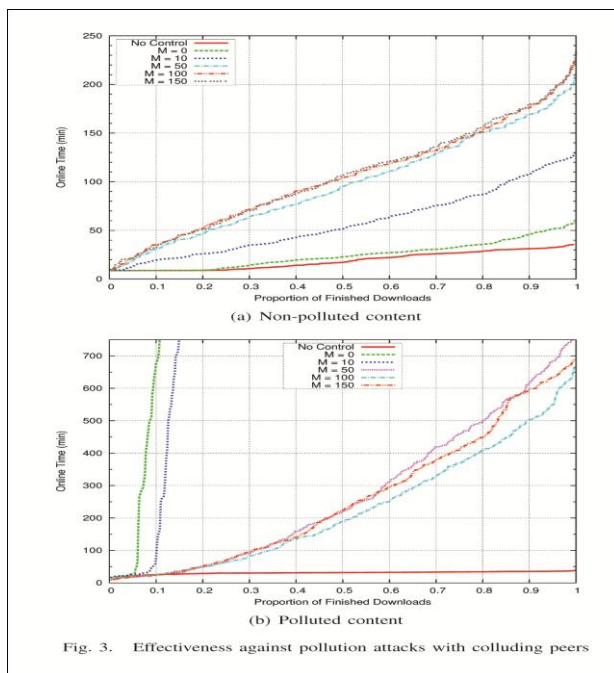 250
200
150
100
50
0
Online Time (min)
No Control
M = 0
M = 10
M = 50
M = 100
M = 150
0 0.1 0.2 0.3 0.4 0.5 0.6 0.7 0.8 0.9 1
Proportion of Finished Downloads
(a) Non-polluted content
700
600
500
400
300
200
100
0
Online Time (min)
No Control
M = 0
M = 10
M = 50
M = 100
M = 150
0 0.1 0.2 0.3 0.4 0.5 0.6 0.7 0.8 0.9 1
Proportion of Finished Downloads
(b) Polluted content
Fig. 3. Effectiveness against pollution attacks with colluding peers